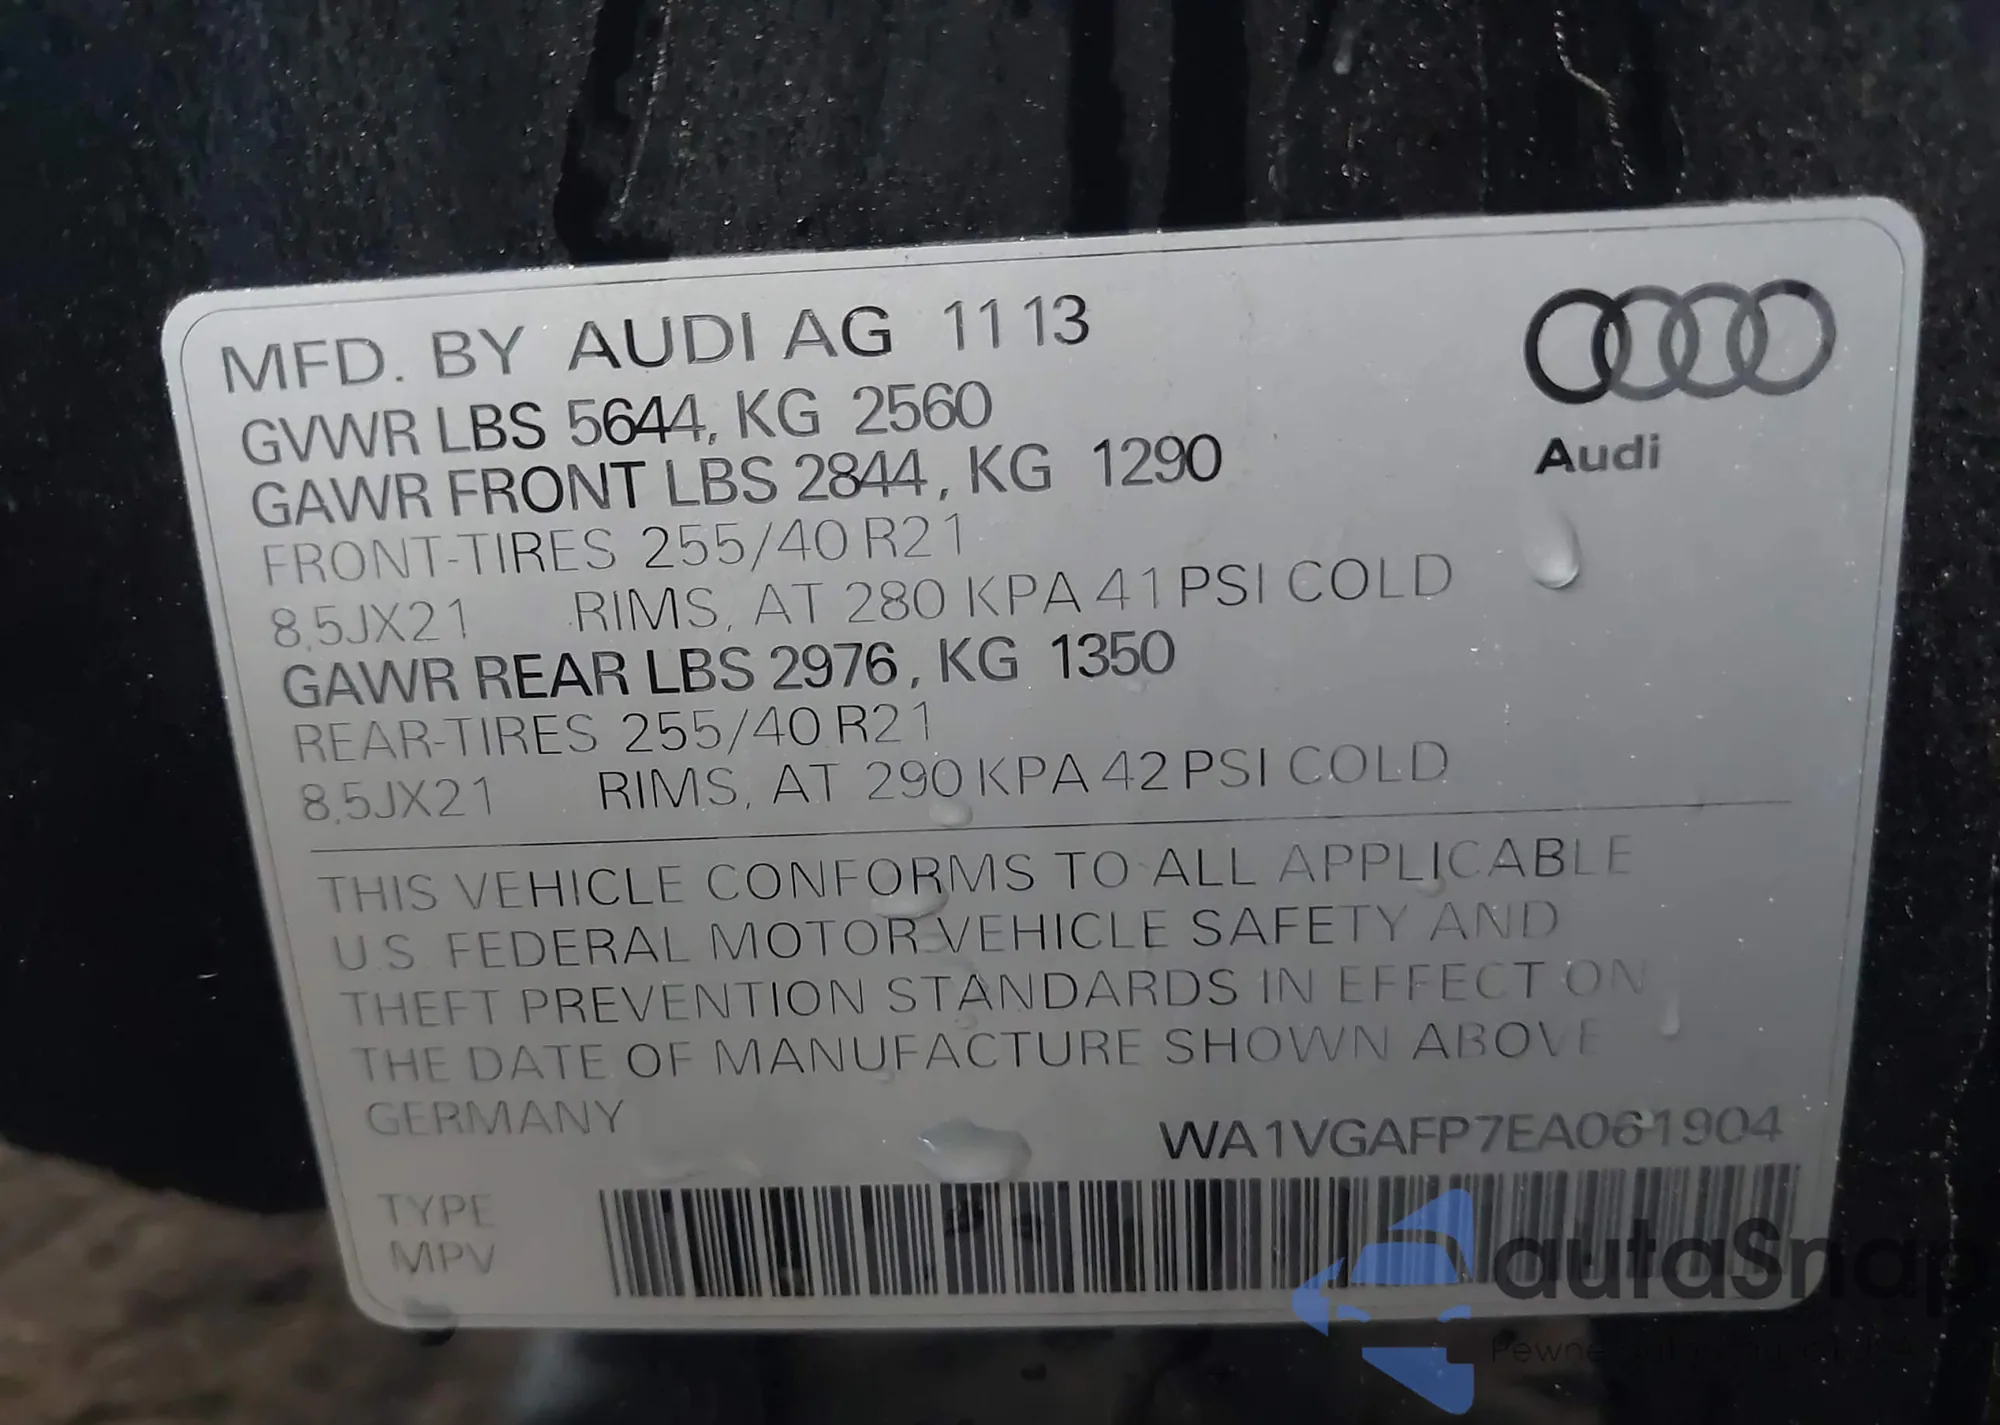 MFD. BY AUDI AG 11 13
GVWR LBS 5644, KG 2560
GAWR FRONT LBS 2844, KG 1290
FRONT-TIRES 255/40 R21
8,5JX21 RIMS, AT 280 KPA 41 PSI COLD
GAWR REAR LBS 2976, KG 1350
REAR-TIRES 255/40 R21
8,5JX21 RIMS, AT 290 KPA 42 PSI COLD
Audi
THIS VEHICLE CONFORMS TO ALL APPLICABLE
U.S. FEDERAL MOTOR VEHICLE SAFETY AND
THEFT PREVENTION STANDARDS IN EFFECT ON
THE DATE OF MANUFACTURE SHOWN ABOVE
GERMANY
WA1VGAFP7EA061904
TYPE
MPV
autaSnap